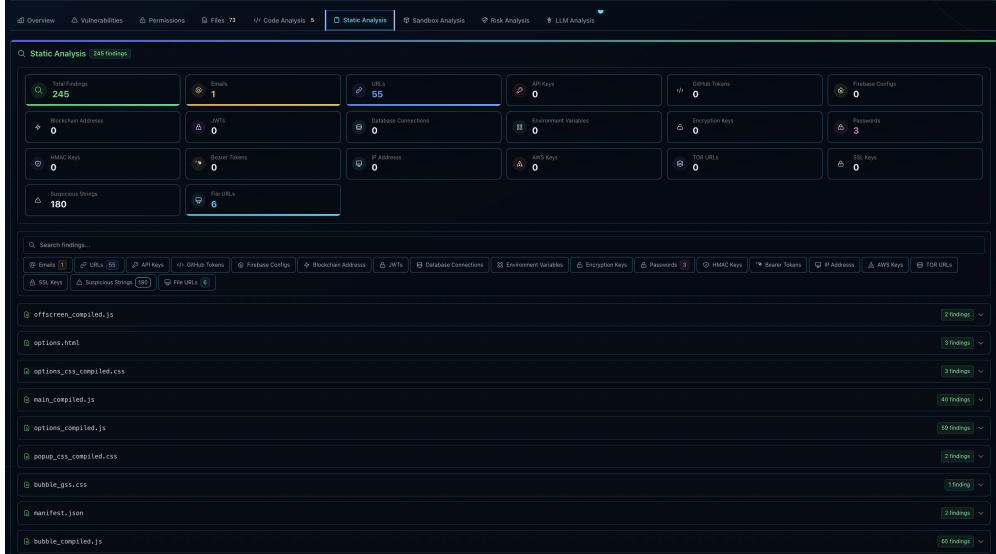 Overview Vulnerabilities Permissions Files 73 Code Analysis 5 Static Analysis Sandbox Analysis Risk Analysis LLM Analysis
Static Analysis 245 findings
Total Findings
245
Emails
1
URLs
55
API Keys
0
GitHub Tokens
0
Firebase Configs
0
Blockchain Addresss
0
JWTs
0
Database Connections
0
Environment Variables
0
Encryption Keys
0
Passwords
3
HMAC Keys
0
Bearer Tokens
0
IP Addresss
0
AWS Keys
0
TOR URLs
0
SSL Keys
0
Suspicious Strings
180
File URLs
6
Search findings...
Emails 1 URLs 55 API Keys GitHub Tokens Firebase Configs Blockchain Addresss JWTs Database Connections Environment Variables Encryption Keys Passwords 3 HMAC Keys Bearer Tokens IP Addresss AWS Keys TOR URLs
SSL Keys Suspicious Strings 180 File URLs 6
offscreen_compiled.js 2 findings
options.html 3 findings
options_css_compiled.css 3 findings
main_compiled.js 40 findings
options_compiled.js 59 findings
popup_css_compiled.css 2 findings
bubble_gss.css 1 finding
manifest.json 2 findings
bubble_compiled.js 65 findings